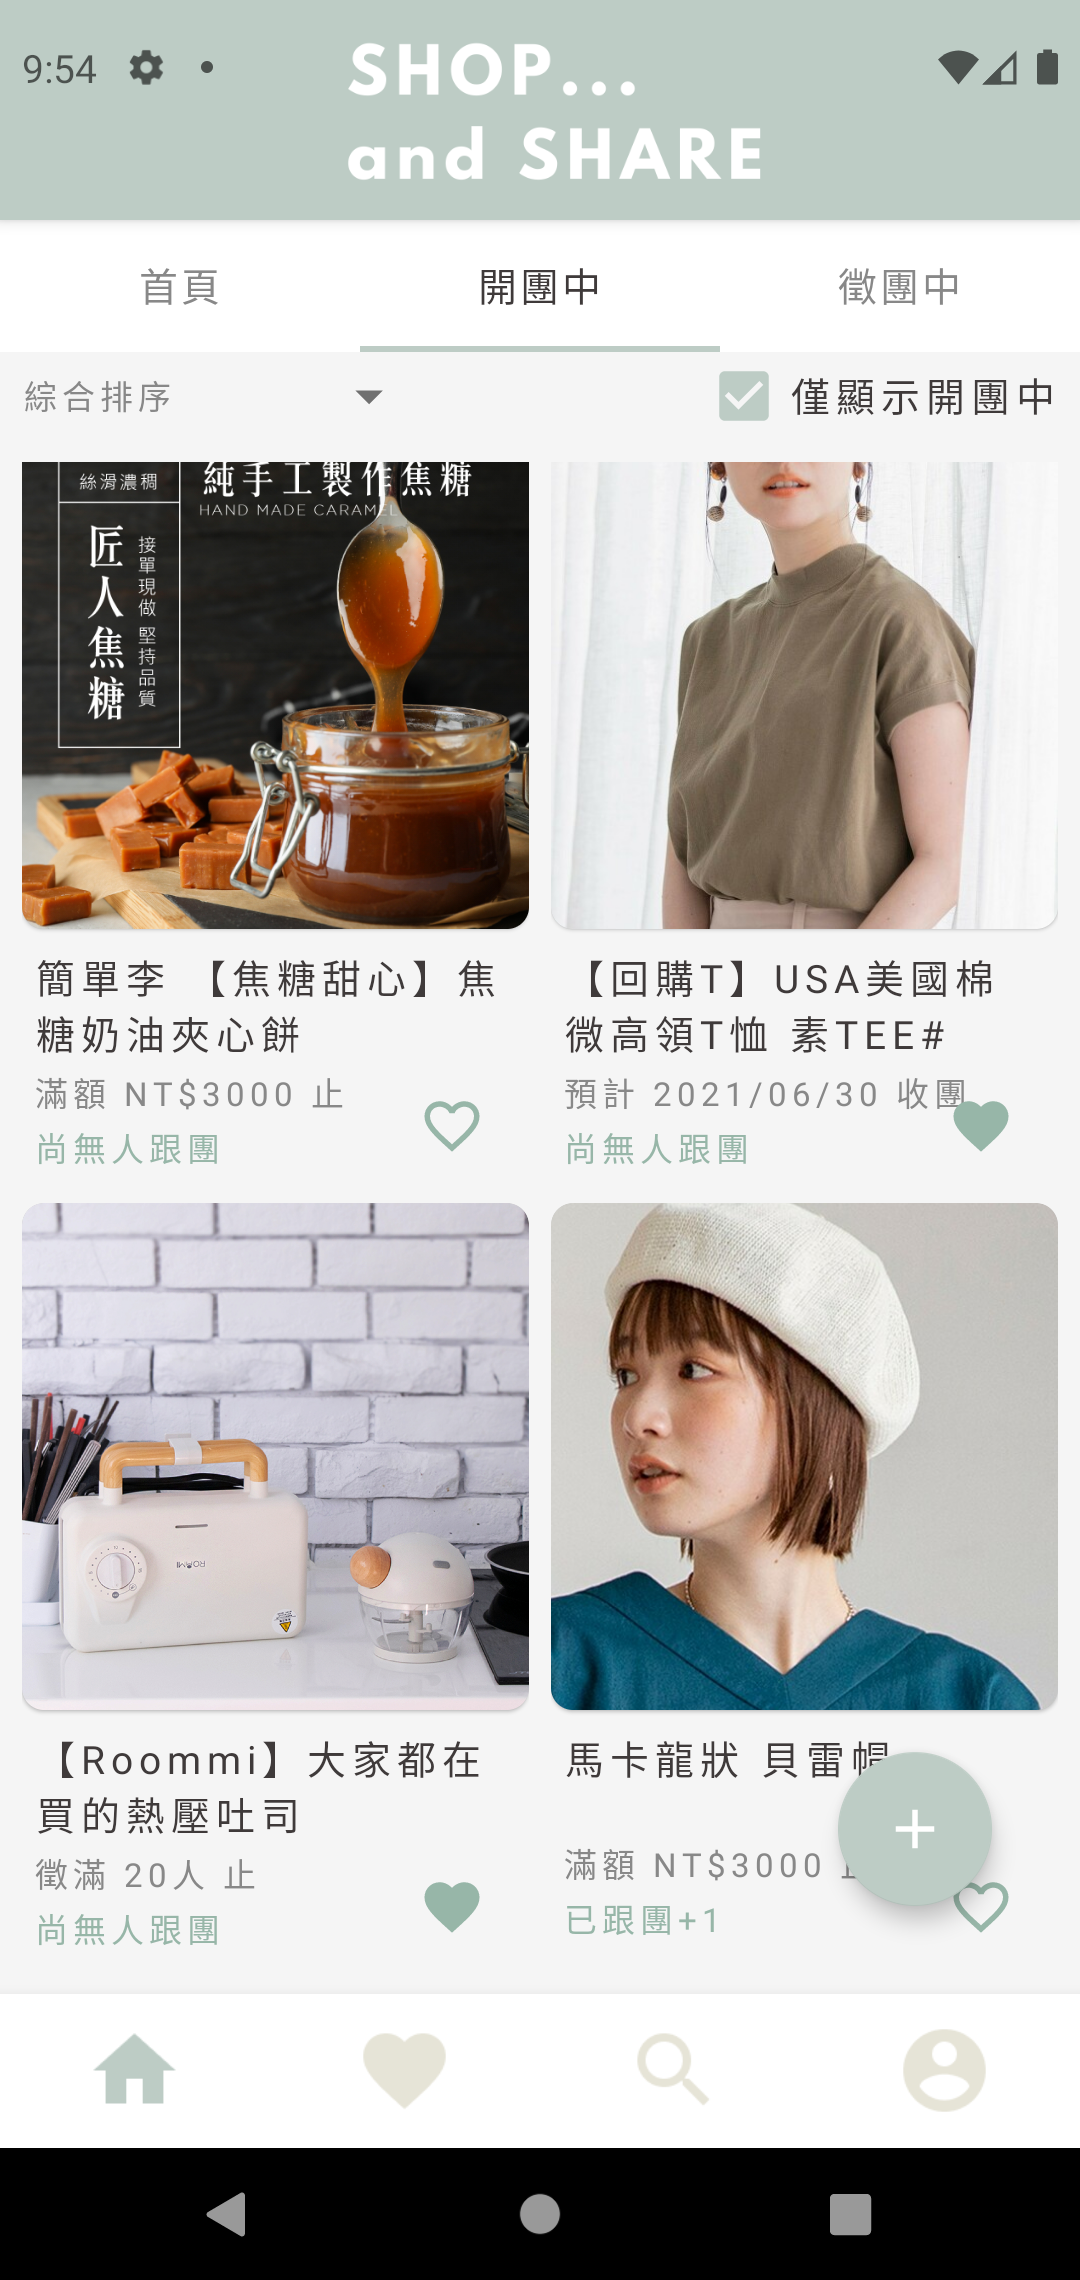 9:54
SHOP...
and SHARE
首頁
開團中
徵團中
綜合排序
僅顯示開團中
絲滑濃稠
純手工製作焦糖
HAND MADE CARAMEL
匠人焦糖
接單現做 堅持品質
簡單李 【焦糖甜心】焦
糖奶油夾心餅
滿額 NT$3000 止
尚無人跟團
【回購T】USA美國棉
微高領T恤 素TEE#
預計 2021/06/30 收團
尚無人跟團
ROOMMI
【Roommi】大家都在
買的熱壓吐司
徵滿 20人 止
尚無人跟團
馬卡龍狀 貝雷帽
滿額 NT$3000
已跟團+1